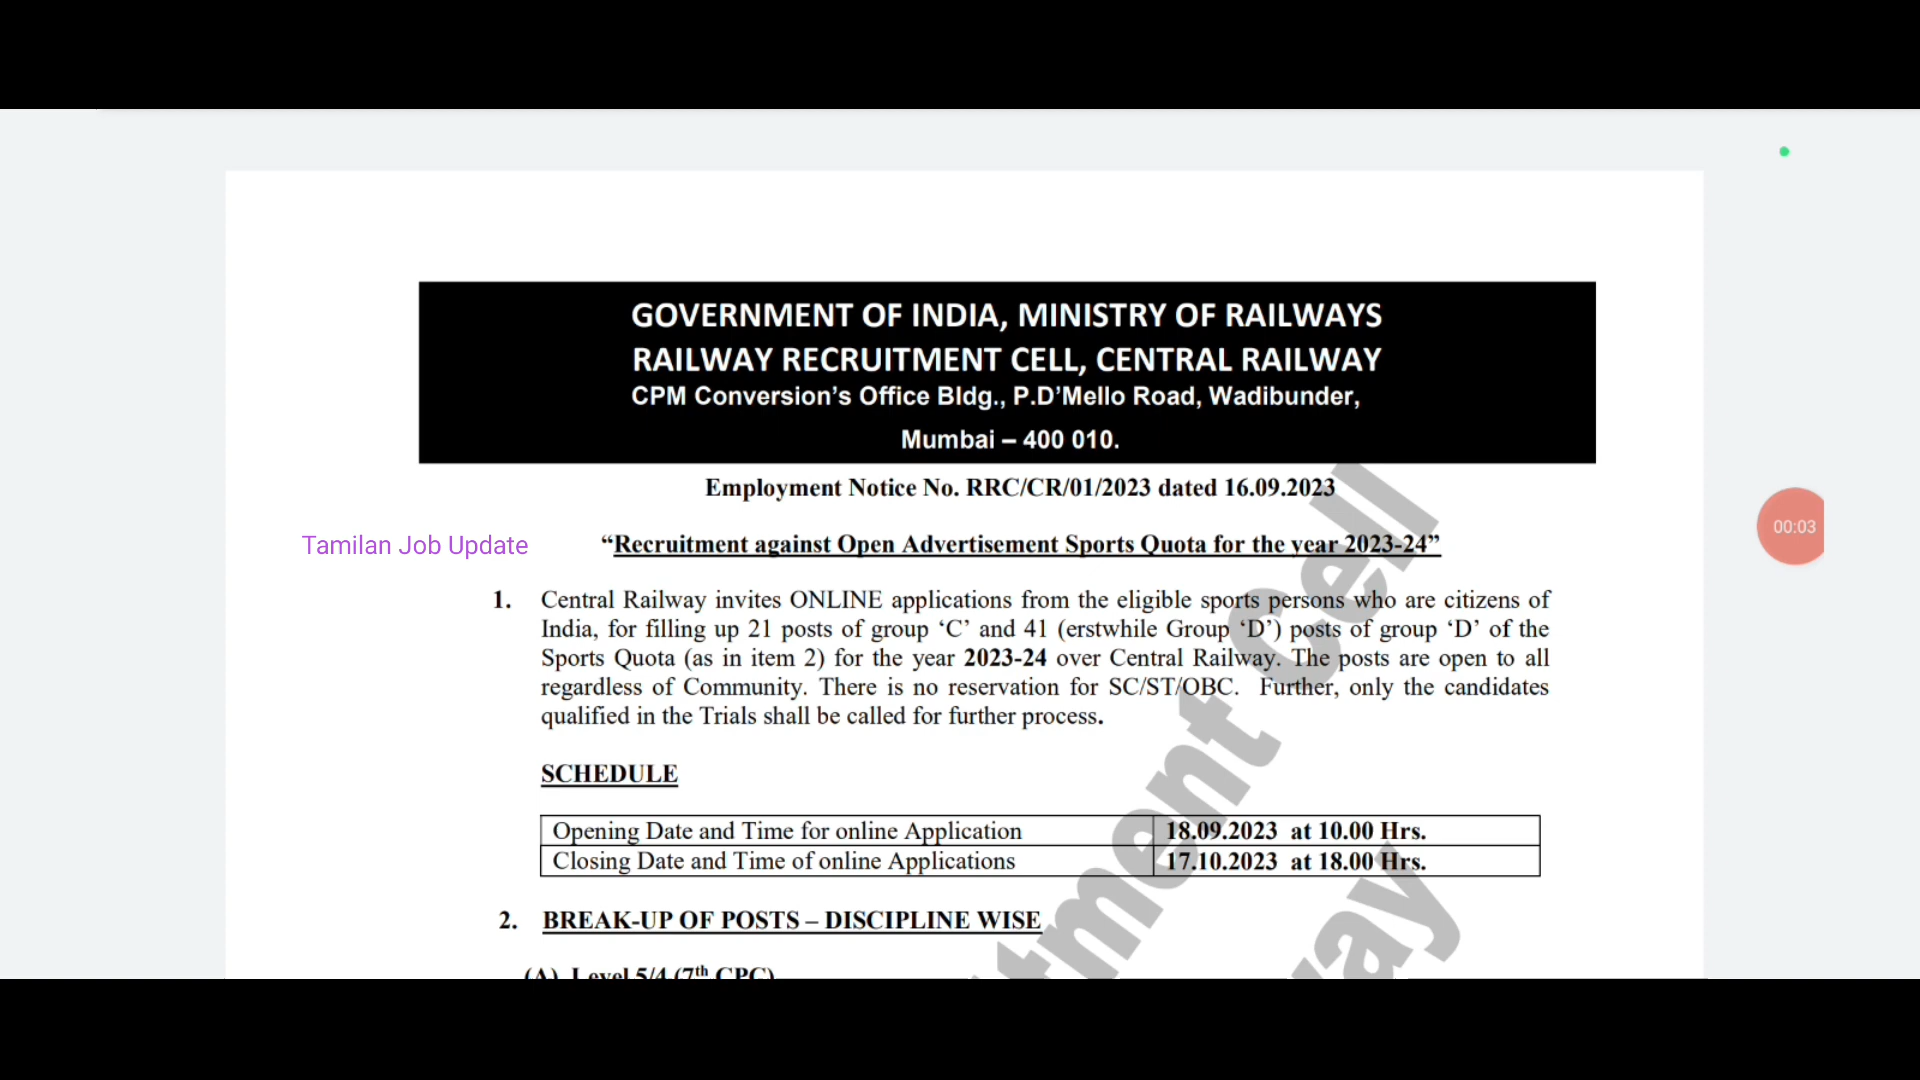 GOVERNMENT OF INDIA, MINISTRY OF RAILWAYS
RAILWAY RECRUITMENT CELL, CENTRAL RAILWAY
CPM Conversion’s Office Bldg., P.D’Mello Road, Wadibunder,
Mumbai – 400 010.
Employment Notice No. RRC/CR/01/2023 dated 16.09.2023
Tamilan Job Update
“Recruitment against Open Advertisement Sports Quota for the year 2023-24”
00:03
1. Central Railway invites ONLINE applications from the eligible sports persons who are citizens of
India, for filling up 21 posts of group ‘C’ and 41 (erstwhile Group ‘D’) posts of group ‘D’ of the
Sports Quota (as in item 2) for the year 2023-24 over Central Railway. The posts are open to all
regardless of Community. There is no reservation for SC/ST/OBC. Further, only the candidates
qualified in the Trials shall be called for further process.
SCHEDULE
Opening Date and Time for online Application 18.09.2023 at 10.00 Hrs.
Closing Date and Time of online Applications 17.10.2023 at 18.00 Hrs.
2. BREAK-UP OF POSTS – DISCIPLINE WISE
(A) Level 5/4 (7th CPC)
Cell